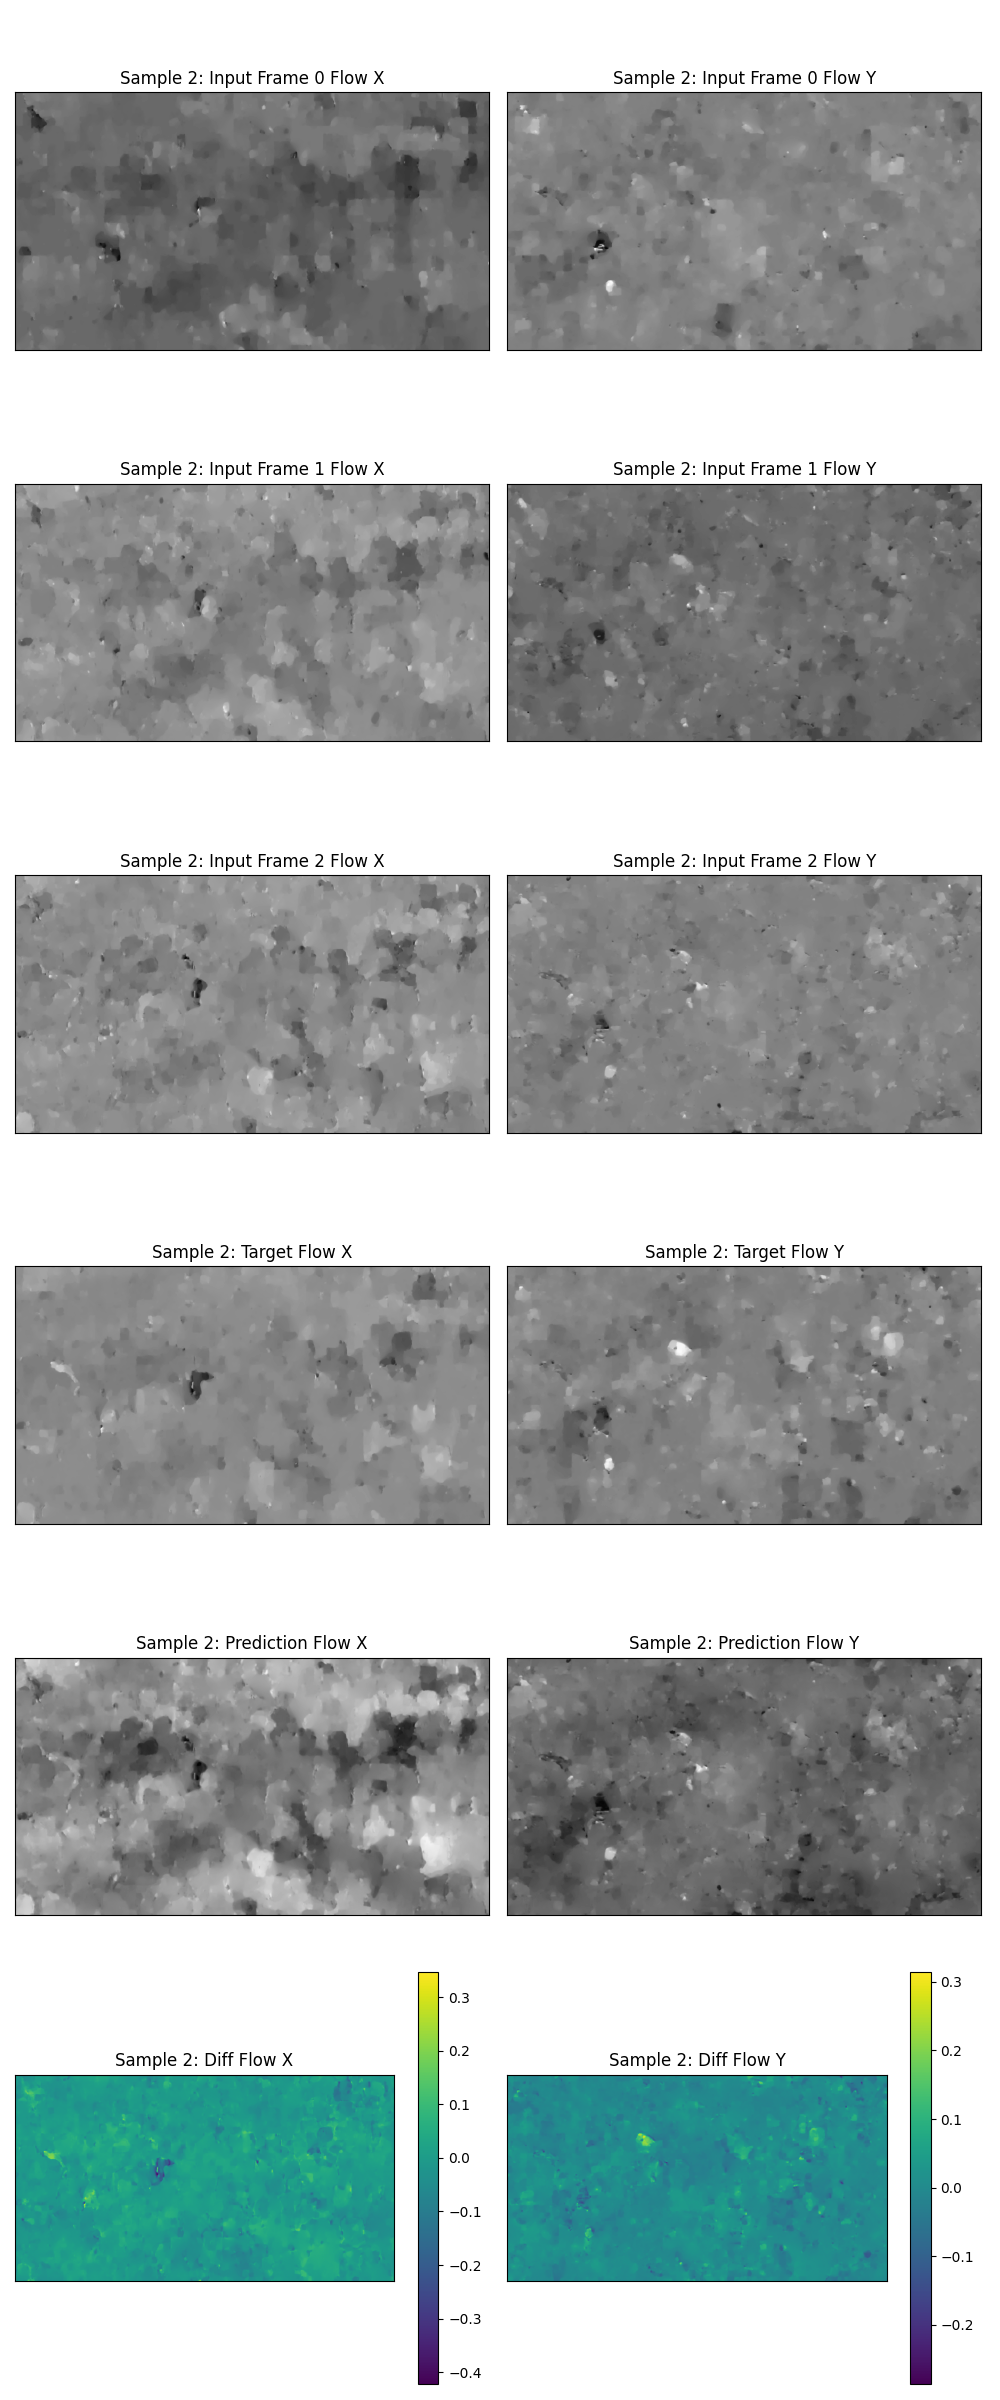 Sample 2: Input Frame 0 Flow X
Sample 2: Input Frame 0 Flow Y
Sample 2: Input Frame 1 Flow X
Sample 2: Input Frame 1 Flow Y
Sample 2: Input Frame 2 Flow X
Sample 2: Input Frame 2 Flow Y
Sample 2: Target Flow X
Sample 2: Target Flow Y
Sample 2: Prediction Flow X
Sample 2: Prediction Flow Y
Sample 2: Diff Flow X
0.3
0.2
0.1
0.0
−0.1
−0.2
−0.3
−0.4
Sample 2: Diff Flow Y
0.3
0.2
0.1
0.0
−0.1
−0.2